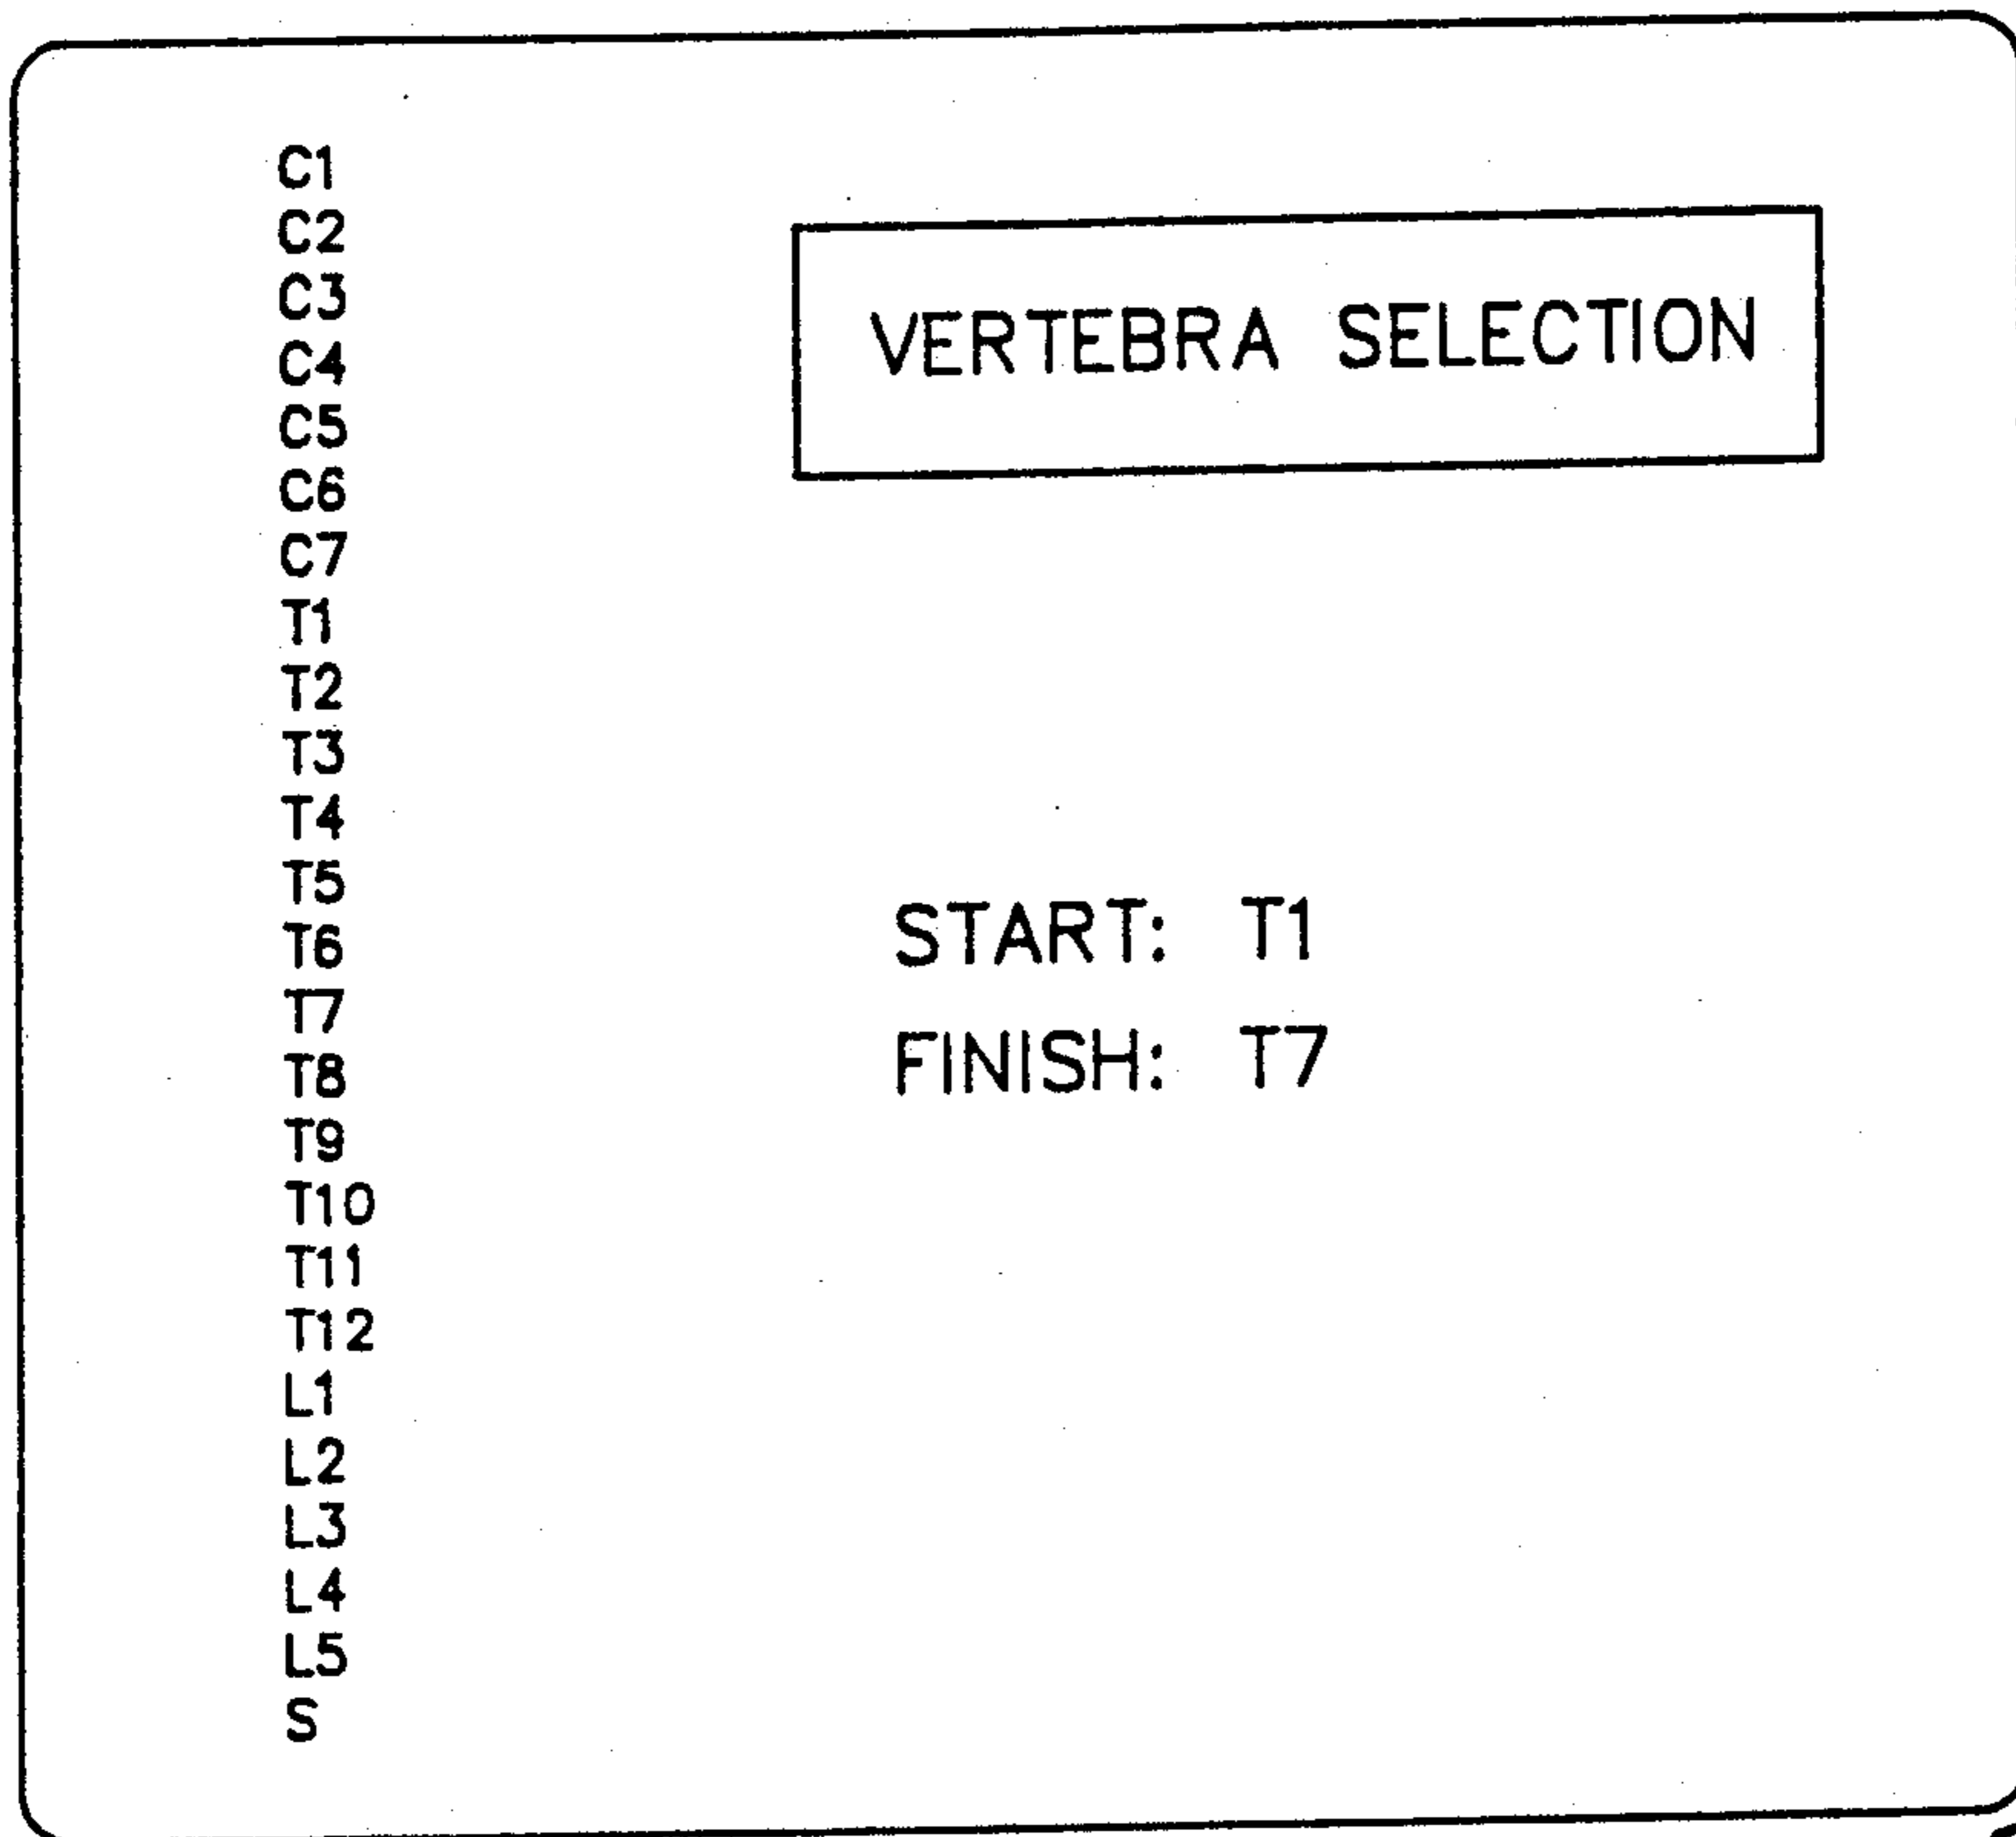 C1
C2
C3
C4
C5
C6
C7
T1
T2
T3
T4
T5
T6
T7
T8
T9
T10
T11
T12
L1
L2
L3
L4
L5
S
VERTEBRA SELECTION
START: T1
FINISH: T7